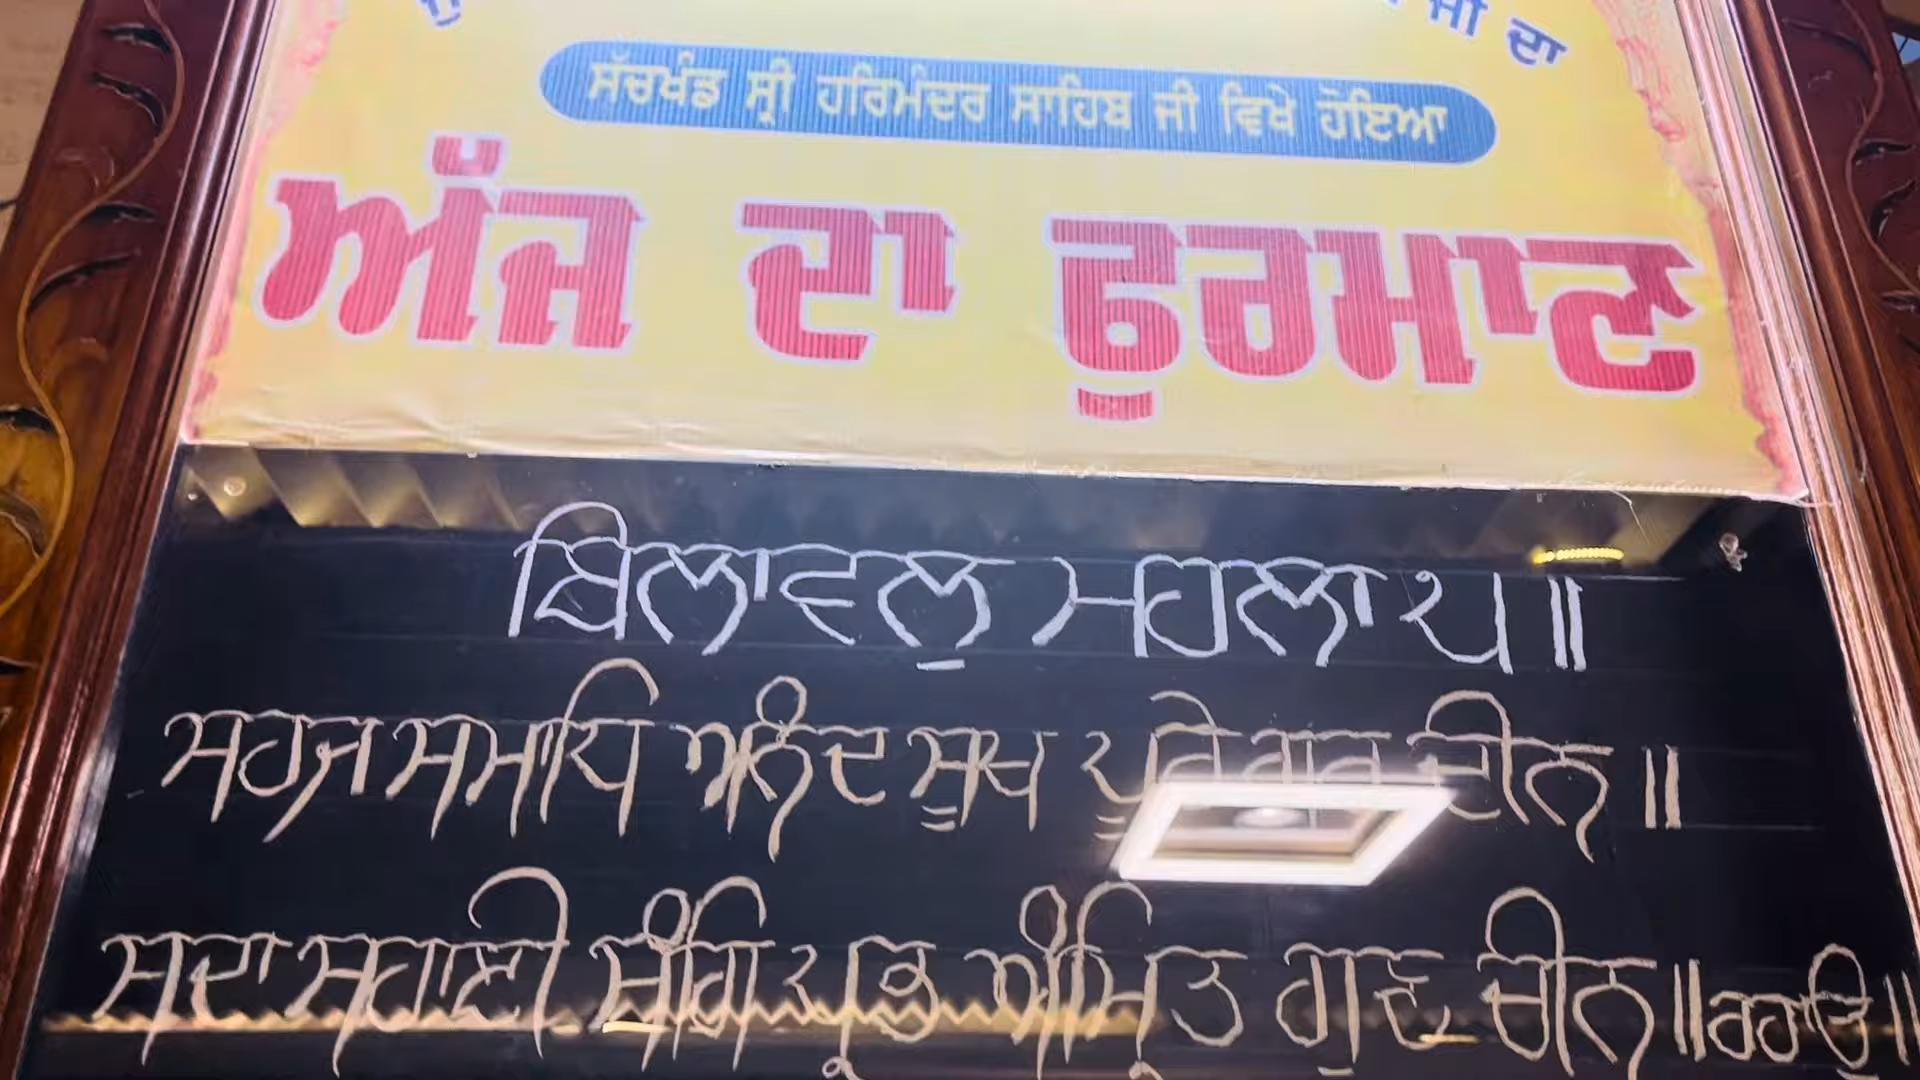 ਜੀ ਦਾ
ਸੱਚਖੰਡ ਸ੍ਰੀ ਹਰਿਮੰਦਰ ਸਾਹਿਬ ਜੀ ਵਿਖੇ ਹੋਇਆ
ਅੱਜ ਦਾ ਫੁਰਮਾਣ
ਬਿਲਾਵਲੁ ਮਹਲਾ ੫ ॥
ਸਹਜ ਸਮਾਧਿ ਅਨੰਦ ਸੂਖ ਪੂਰੇ ਗੁਰਿ ਦੀਨ ॥
ਸਦਾ ਸਹਾਈ ਸੰਗਿ ਪ੍ਰਭ ਅੰਮ੍ਰਿਤ ਗੁਣ ਚੀਨ ॥ ਰਹਾਉ ॥